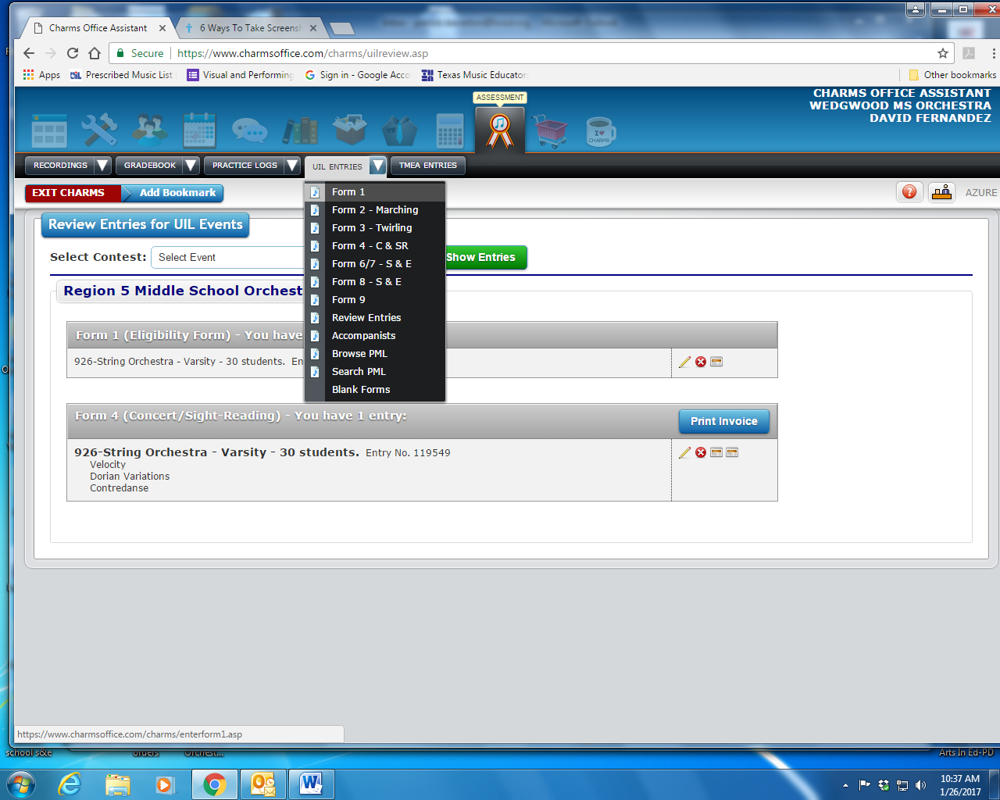 Charms Office Assistant
6 Ways To Take Screensh
Secure
https://www.charmsoffice.com/charms/uilreview.asp
Apps
Prescribed Music List
Visual and Performing
Sign in - Google Acco
Texas Music Educator
Other bookmarks
ASSESSMENT
CHARMS OFFICE ASSISTANT
WEDGWOOD MS ORCHESTRA
DAVID FERNANDEZ
I ♥
CHARMS
RECORDINGS
GRADEBOOK
PRACTICE LOGS
UIL ENTRIES
TMEA ENTRIES
EXIT CHARMS
Add Bookmark
AZURE
Form 1
Form 2 - Marching
Form 3 - Twirling
Form 4 - C & SR
Form 6/7 - S & E
Form 8 - S & E
Form 9
Review Entries
Accompanists
Browse PML
Search PML
Blank Forms
Review Entries for UIL Events
Select Contest:
Select Event
Show Entries
Region 5 Middle School Orchest
Form 1 (Eligibility Form) - You have
926-String Orchestra - Varsity - 30 students. En
Form 4 (Concert/Sight-Reading) - You have 1 entry:
Print Invoice
926-String Orchestra - Varsity - 30 students. Entry No. 119549
Velocity
Dorian Variations
Contredanse
https://www.charmsoffice.com/charms/enterform1.asp
school s&e
orders
Orchest...
Arts In Ed-PD
10:37 AM
1/26/2017